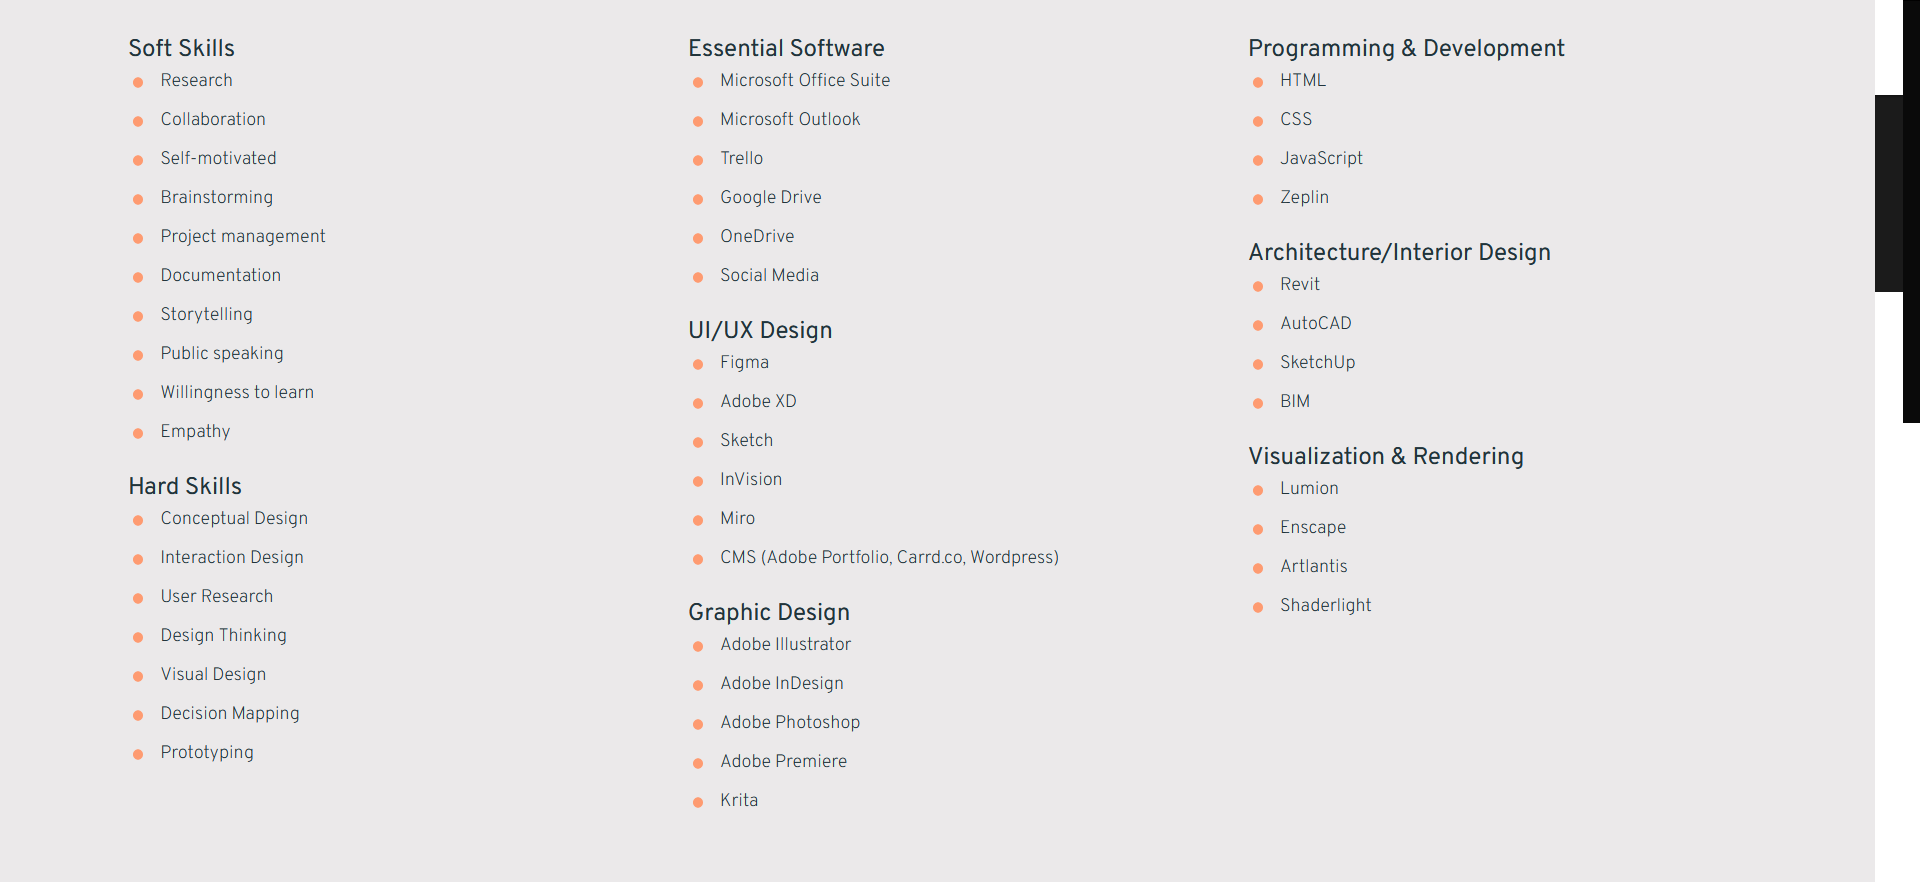 Soft Skills
Research
Collaboration
Self-motivated
Brainstorming
Project management
Documentation
Storytelling
Public speaking
Willingness to learn
Empathy
Hard Skills
Conceptual Design
Interaction Design
User Research
Design Thinking
Visual Design
Decision Mapping
Prototyping
Essential Software
Microsoft Office Suite
Microsoft Outlook
Trello
Google Drive
OneDrive
Social Media
UI/UX Design
Figma
Adobe XD
Sketch
InVision
Miro
CMS (Adobe Portfolio, Carrd.co, Wordpress)
Graphic Design
Adobe Illustrator
Adobe InDesign
Adobe Photoshop
Adobe Premiere
Krita
Programming & Development
HTML
CSS
JavaScript
Zeplin
Architecture/Interior Design
Revit
AutoCAD
SketchUp
BIM
Visualization & Rendering
Lumion
Enscape
Artlantis
Shaderlight